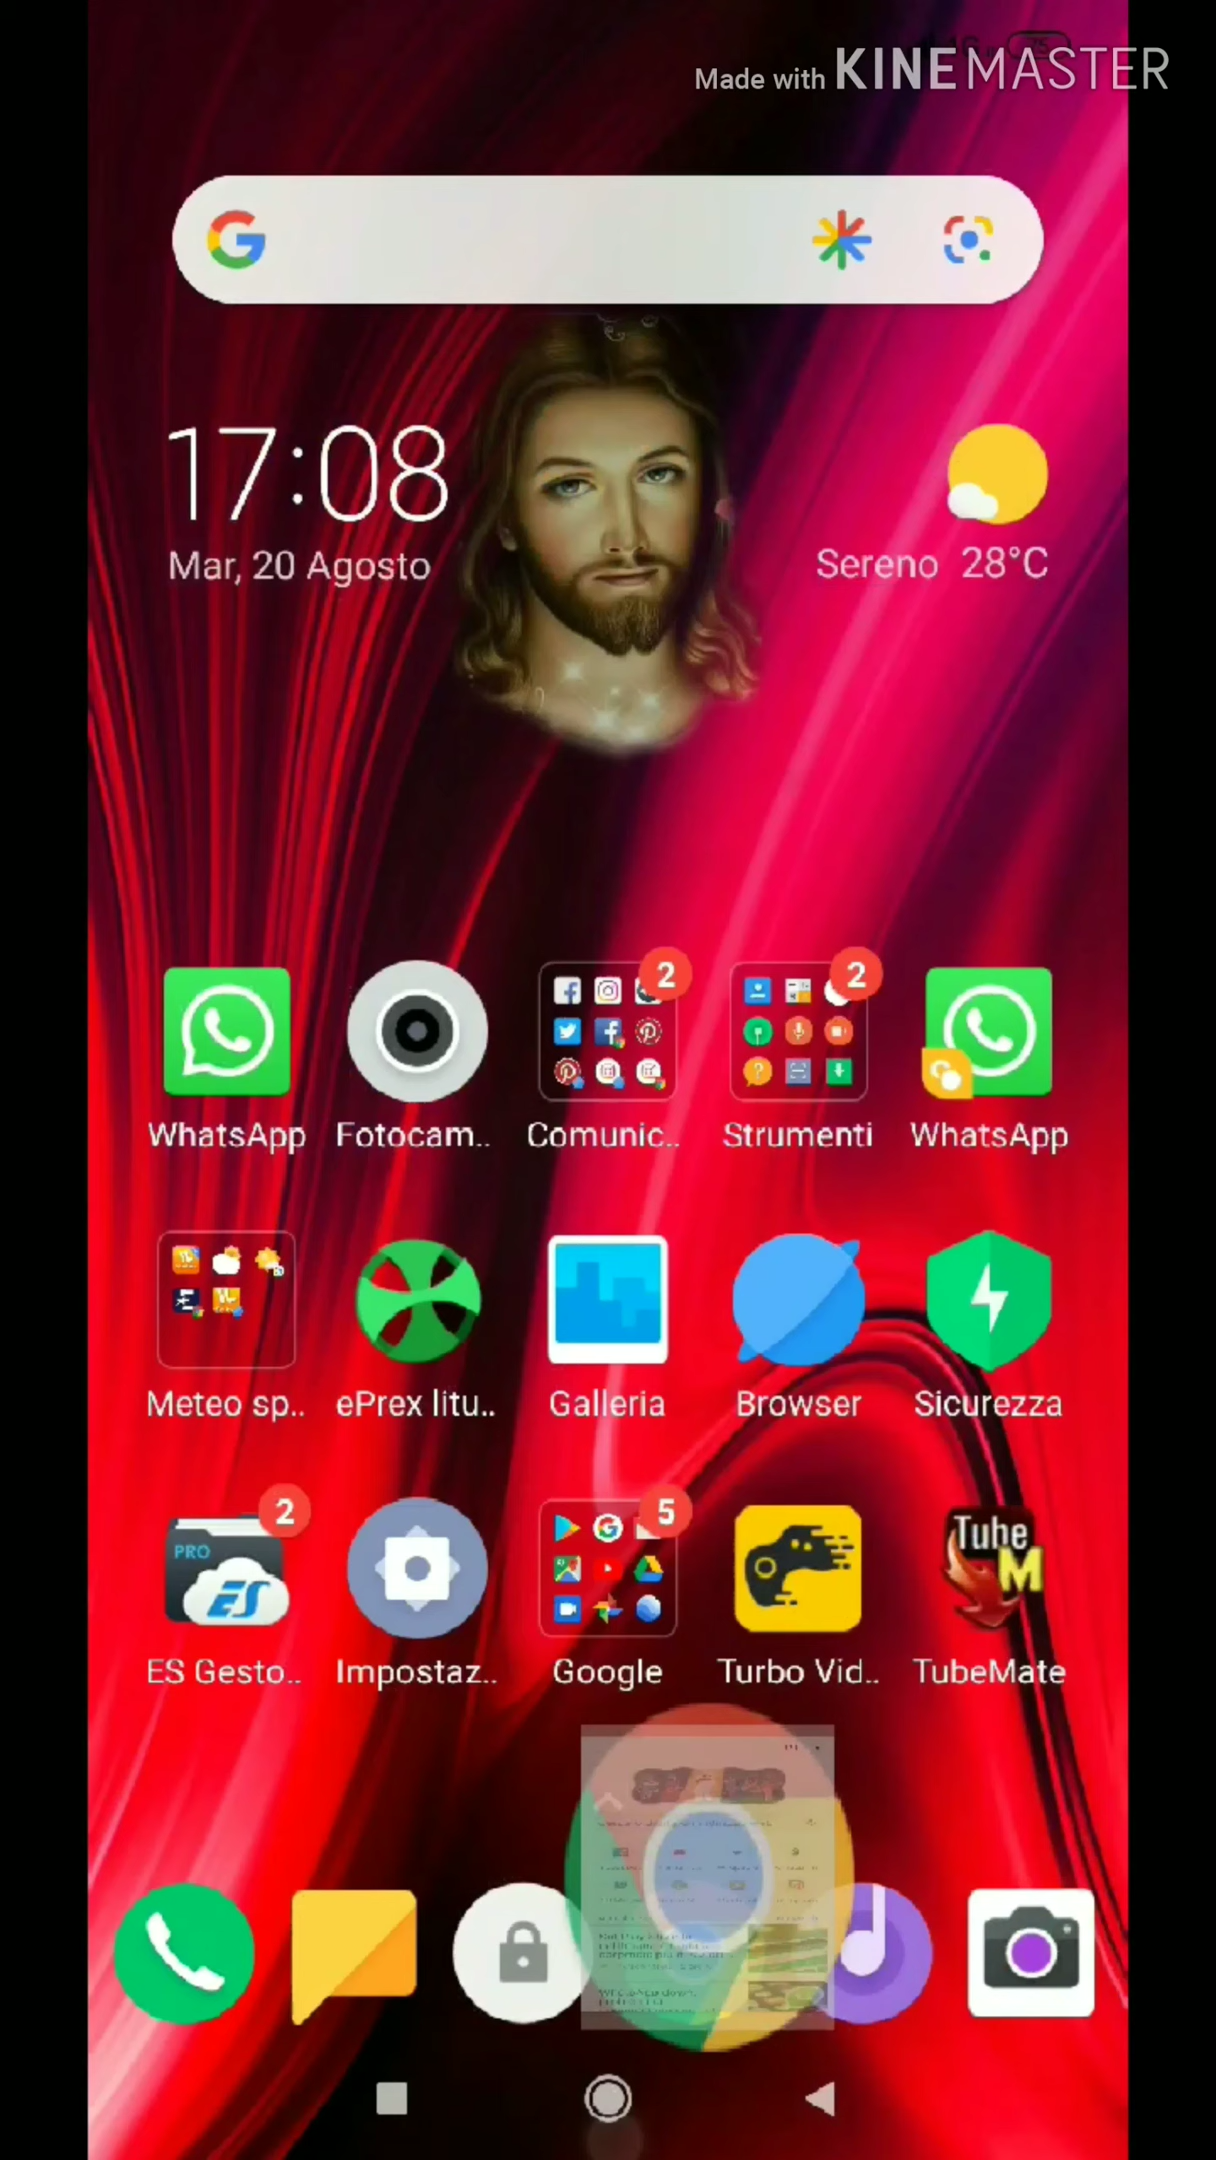 Made with KINEMASTER
17:08
Mar, 20 Agosto
Sereno 28°C
2
2
WhatsApp
Fotocam..
Comunic..
Strumenti
WhatsApp
Meteo sp..
ePrex litu..
Galleria
Browser
Sicurezza
2
5
PRO
ES
Tube
M
ES Gesto..
Impostaz..
Google
Turbo Vid..
TubeMate